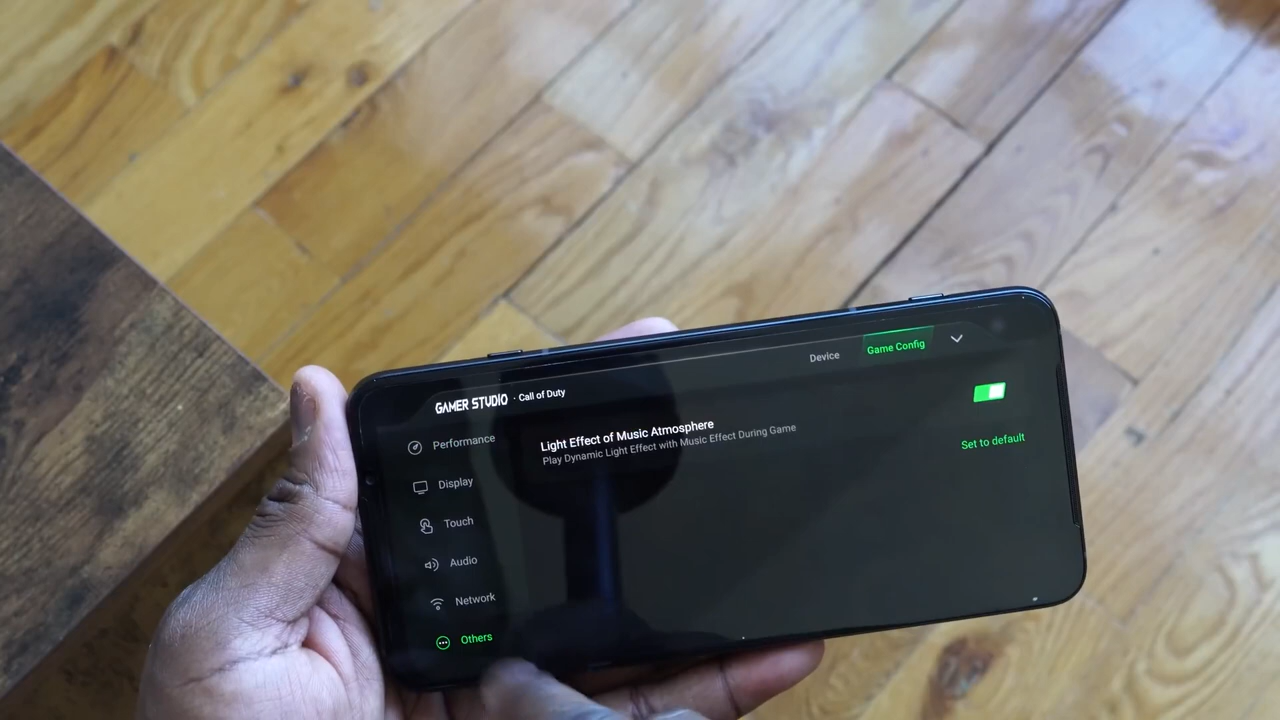 Device
Game Config
GAMER STUDIO · Call of Duty
Performance
Display
Touch
Audio
Network
Others
Light Effect of Music Atmosphere
Play Dynamic Light Effect with Music Effect During Game
Set to default